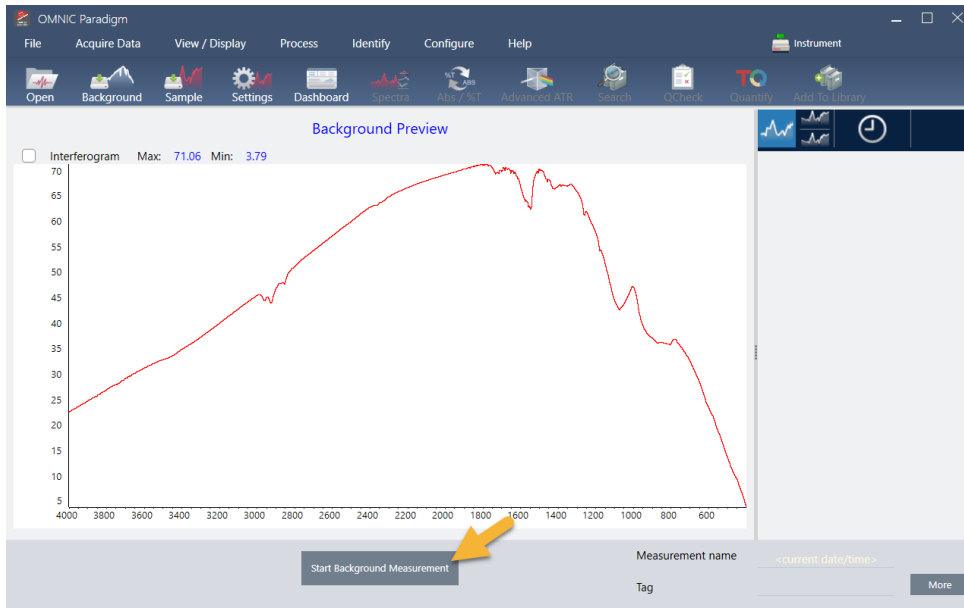 OMNIC Paradigm
File Acquire Data View / Display Process Identify Configure Help Instrument
Open Background Sample Settings Dashboard Spectra Abs / %T Advanced ATR Search QCheck Quantify Add To Library
%T ABS TQ
Background Preview
Interferogram Max: 71.06 Min: 3.79
70
65
60
55
50
45
40
35
30
25
20
15
10
5
4000 3800 3600 3400 3200 3000 2800 2600 2400 2200 2000 1800 1600 1400 1200 1000 800 600
Start Background Measurement
Measurement name <current date/time>
Tag
More